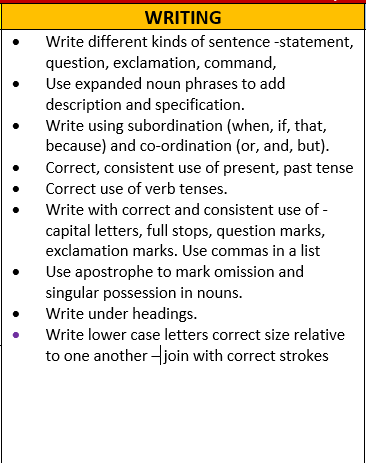 WRITING
• Write different kinds of sentence -statement,
question, exclamation, command,
• Use expanded noun phrases to add
description and specification.
• Write using subordination (when, if, that,
because) and co-ordination (or, and, but).
• Correct, consistent use of present, past tense
• Correct use of verb tenses.
• Write with correct and consistent use of -
capital letters, full stops, question marks,
exclamation marks. Use commas in a list
• Use apostrophe to mark omission and
singular possession in nouns.
• Write under headings.
• Write lower case letters correct size relative
to one another – join with correct strokes